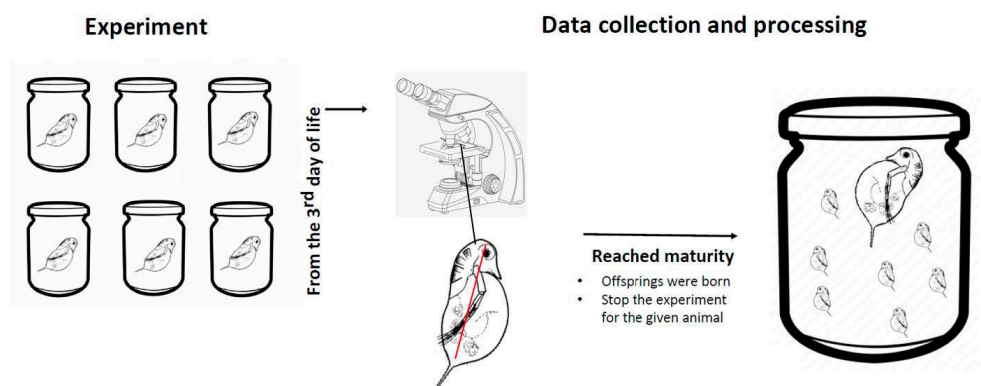 Experiment
Data collection and processing
From the 3rd day of life
Reached maturity
• Offsprings were born
• Stop the experiment
for the given animal